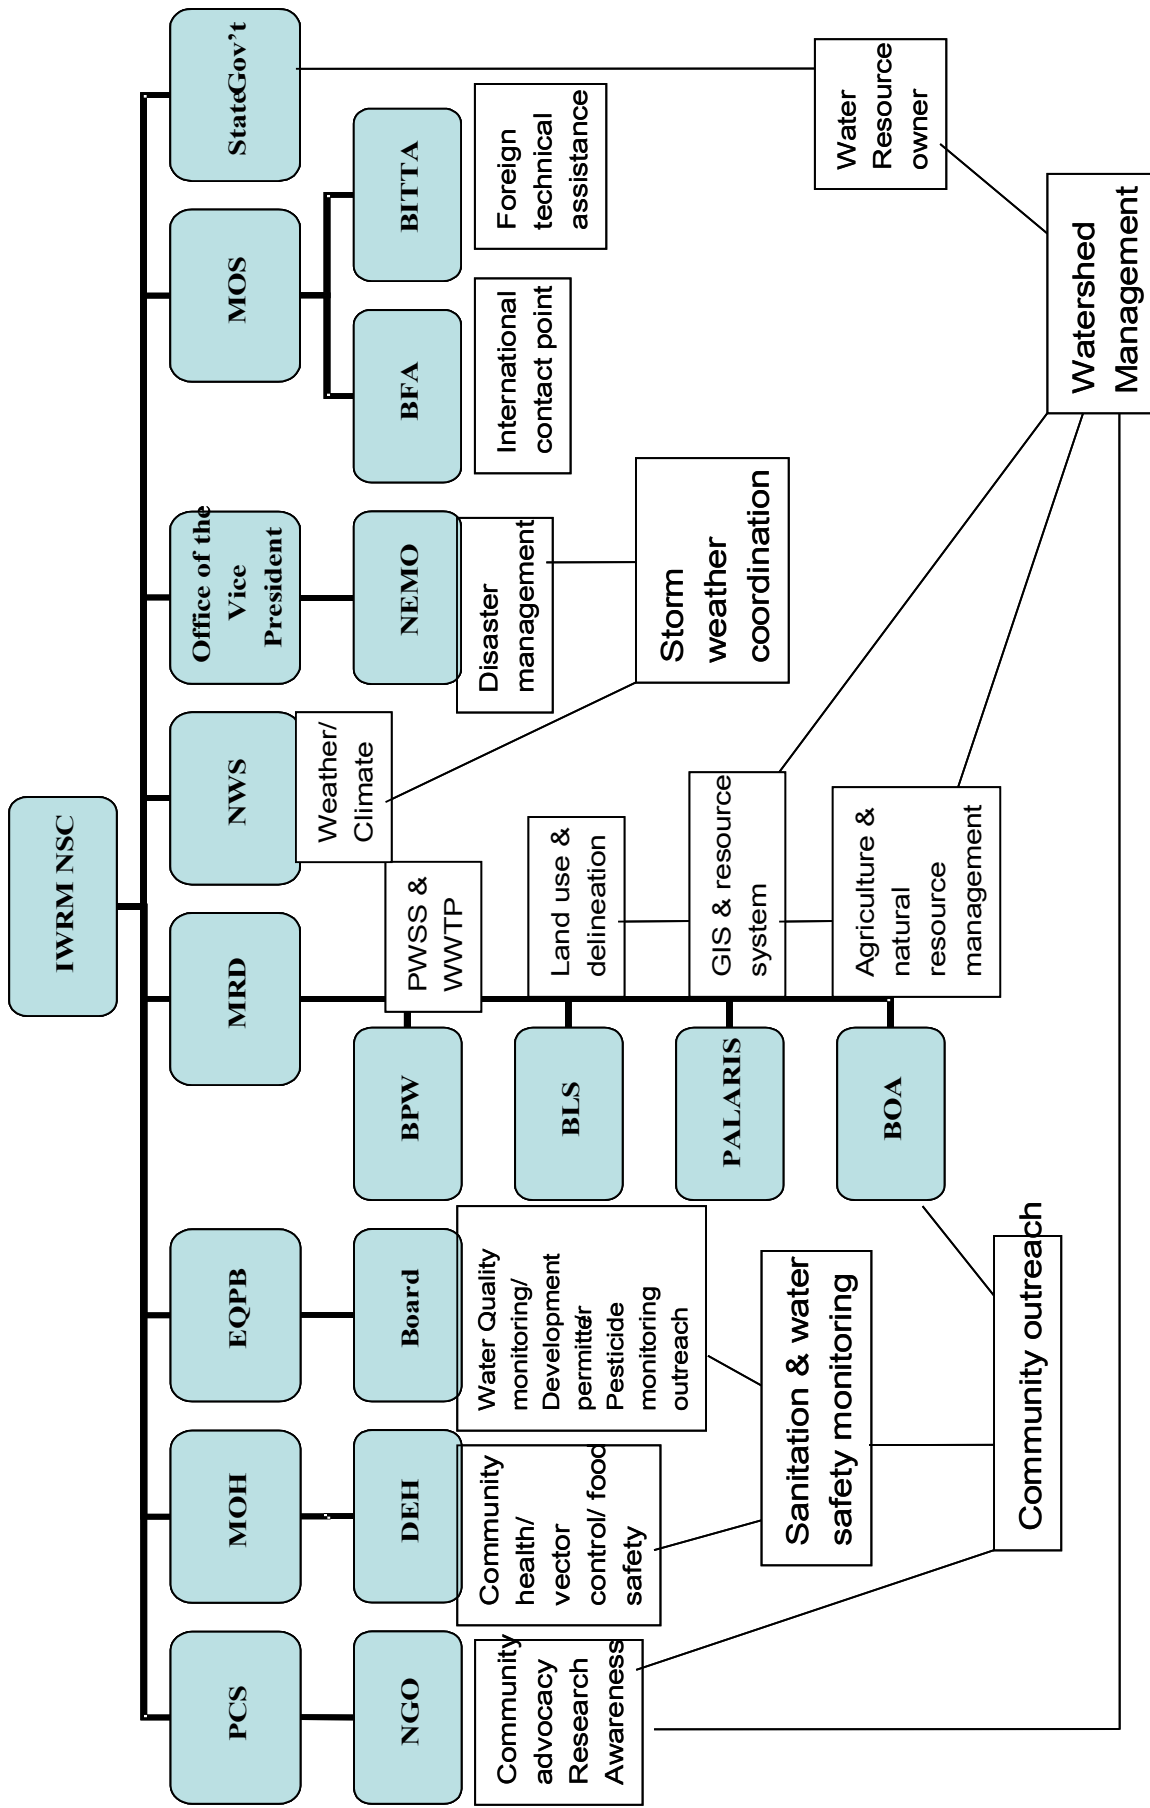 IWRM NSC
PCS
MOH
EQPB
MRD
NWS
Office of the
Vice
President
MOS
StateGov't
NGO
DEH
Board
BPW
NEMO
BFA
BITTA
BLS
PALARIS
BOA
Community
advocacy
Research
Awareness
Community
health/
vector
control/ food
safety
Water Quality
monitoring/
Development
permitter/
Pesticide
monitoring
outreach
PWSS &
WWTP
Land use &
delineation
GIS & resource
system
Agriculture &
natural
resource
management
Weather/
Climate
Disaster
management
International
contact point
Foreign
technical
assistance
Storm
weather
coordination
Water
Resource
owner
Sanitation & water
safety monitoring
Community outreach
Watershed
Management